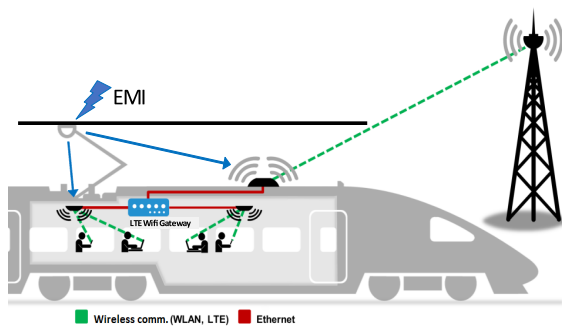 EMI
LTE Wifi Gateway
Wireless comm. (WLAN, LTE) Ethernet